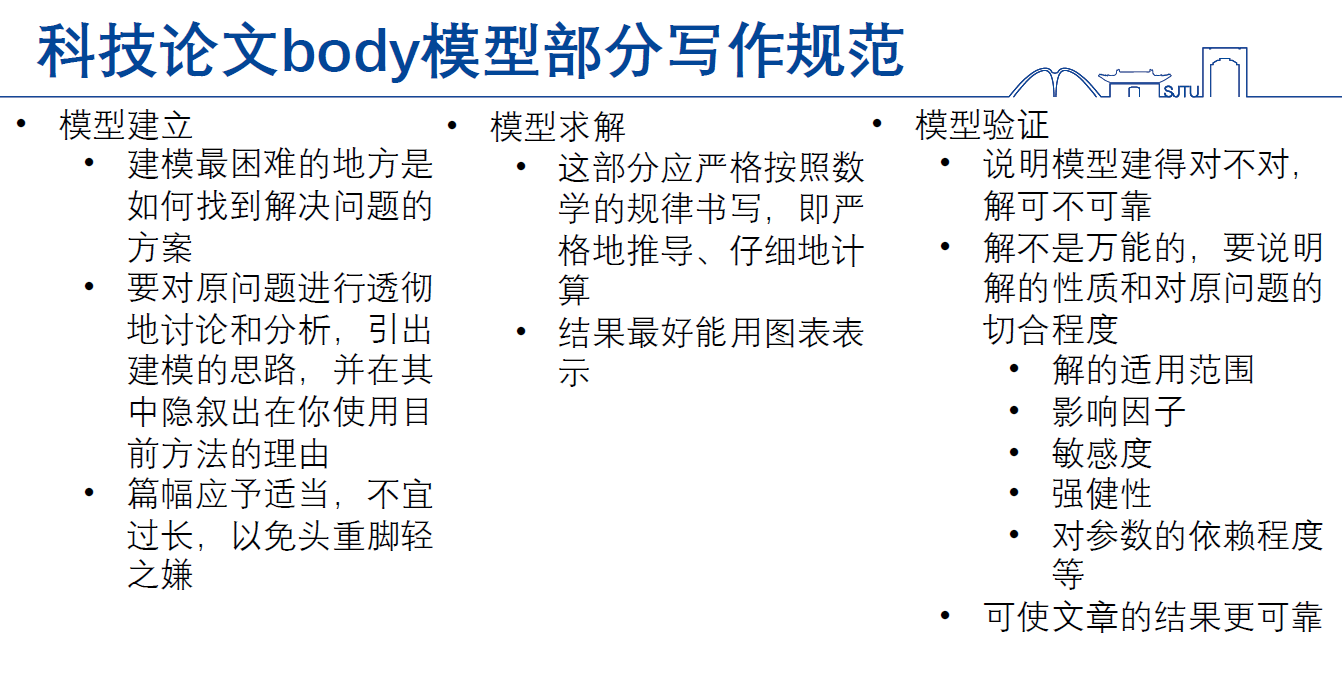 科技论文body模型部分写作规范
SJTU
• 模型建立
• 建模最困难的地方是
如何找到解决问题的
方案
• 要对原问题进行透彻
地讨论和分析，引出
建模的思路，并在其
中隐叙出在你使用目
前方法的理由
• 篇幅应予适当，不宜
过长，以免头重脚轻
之嫌
• 模型求解
• 这部分应严格按照数
学的规律书写，即严
格地推导、仔细地计
算
• 结果最好能用图表表
示
• 模型验证
• 说明模型建得对不对，
解可不可靠
• 解不是万能的，要说明
解的性质和对原问题的
切合程度
• 解的适用范围
• 影响因子
• 敏感度
• 强健性
• 对参数的依赖程度
等
• 可使文章的结果更可靠